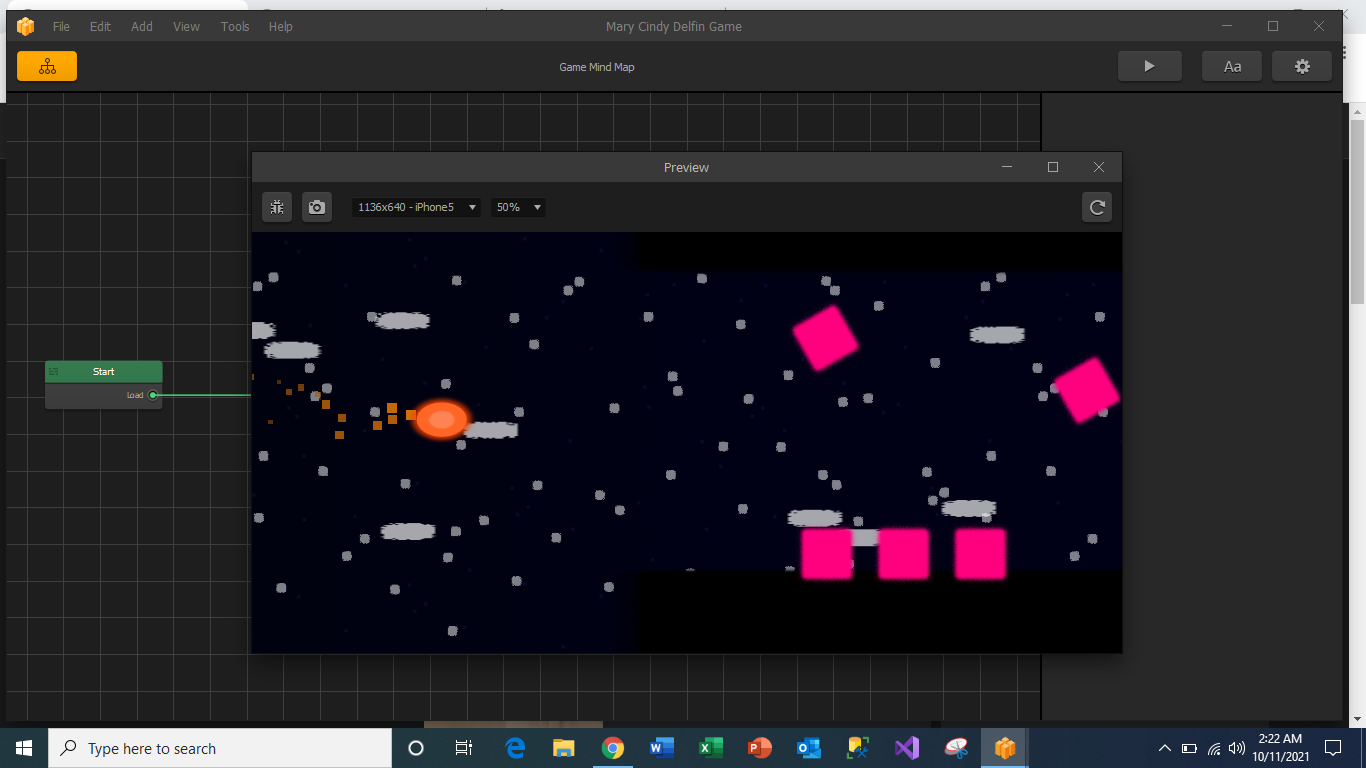 File Edit Add View Tools Help
Mary Cindy Delfin Game
Game Mind Map
Aa
Preview
1136x640 - iPhone5
50%
Start
Load
Type here to search
2:22 AM
10/11/2021